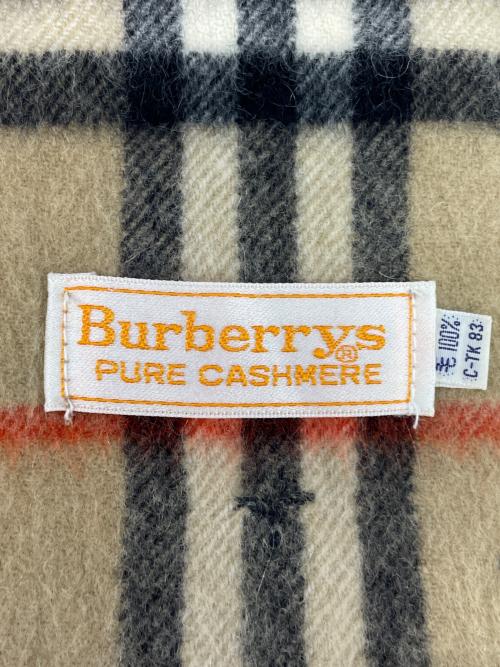 Burberrys®
PURE CASHMERE
毛 100%
C-TK 83